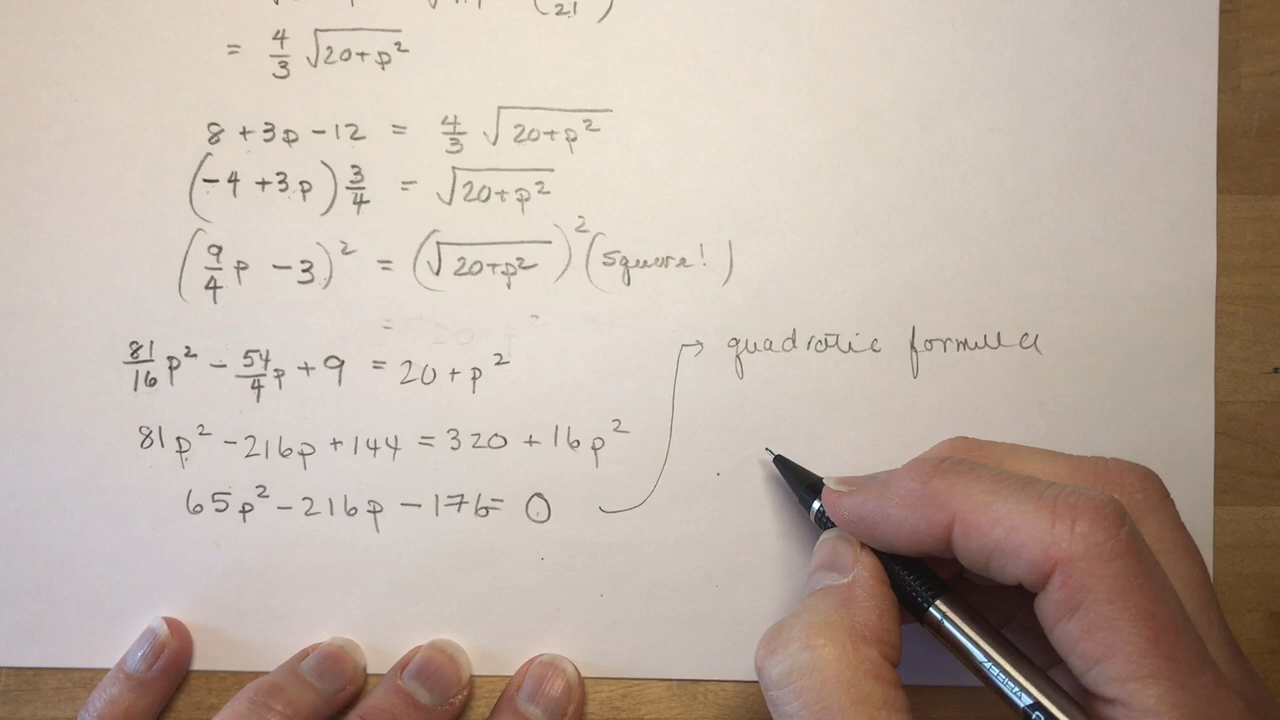 = 4/3 √20+p²
8 + 3p - 12 = 4/3 √20+p²
(-4 + 3p) 3/4 = √20+p²
(9/4 p - 3)² = (√20+p²)² (square!)
81/16 p² - 54/4 p + 9 = 20 + p²
→ quadratic formula
81p² - 216p + 144 = 320 + 16p²
65p² - 216p - 176 = 0
ZEBRA